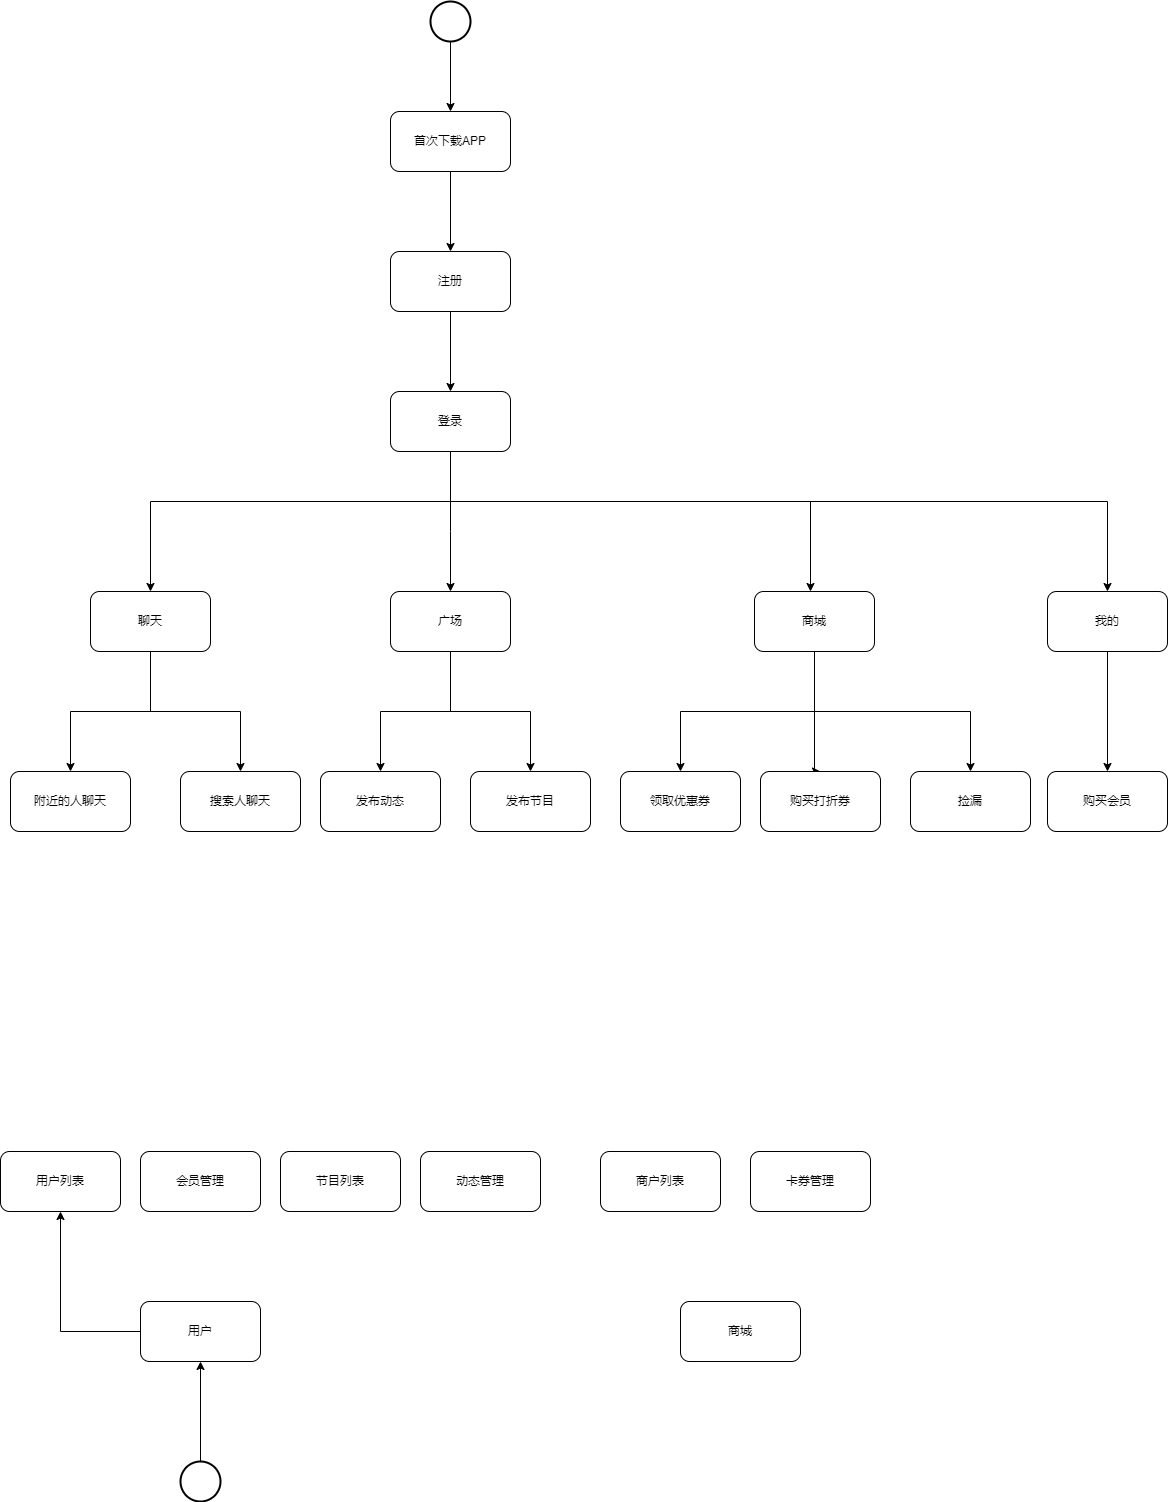 首次下载APP
注册
登录
聊天
广场
商城
我的
附近的人聊天
搜索人聊天
发布动态
发布节目
领取优惠券
购买打折券
捡漏
购买会员
用户列表
会员管理
节目列表
动态管理
商户列表
卡券管理
用户
商城